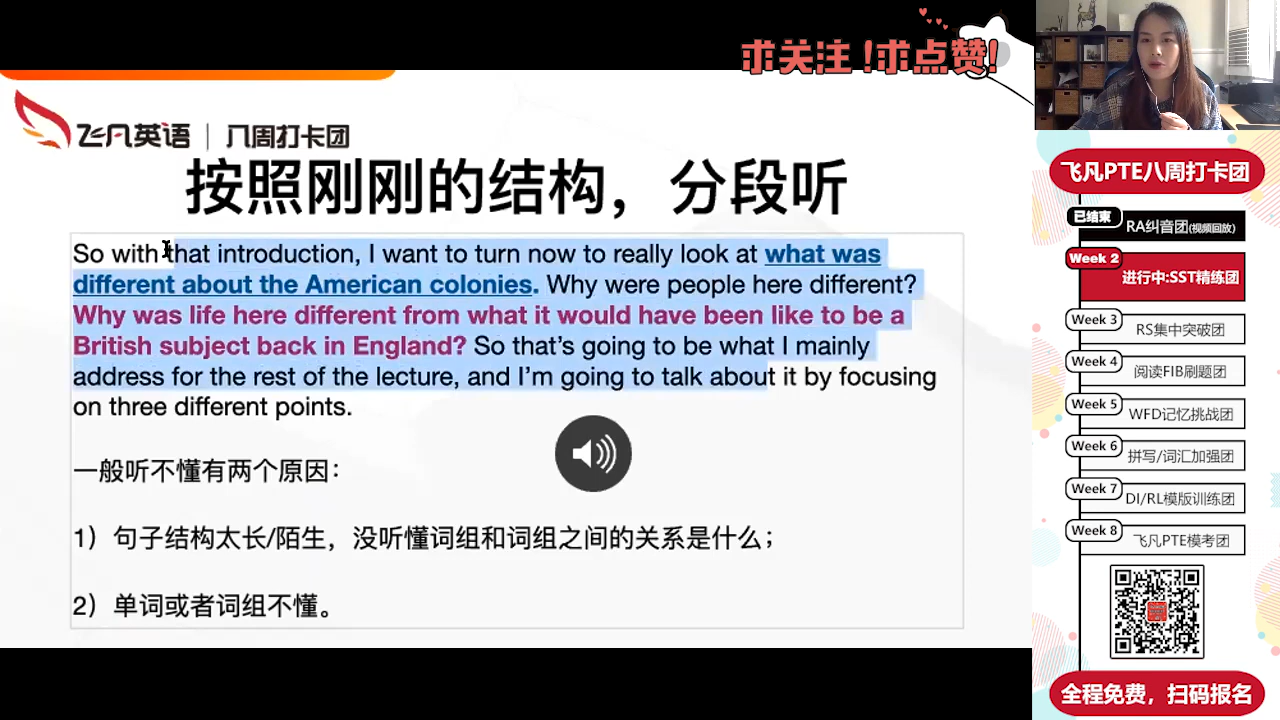 求关注!求点赞!
飞凡英语 | 八周打卡团
按照刚刚的结构，分段听
So with that introduction, I want to turn now to really look at what was
different about the American colonies. Why were people here different?
Why was life here different from what it would have been like to be a
British subject back in England? So that's going to be what I mainly
address for the rest of the lecture, and I'm going to talk about it by focusing
on three different points.
一般听不懂有两个原因：
1）句子结构太长/陌生，没听懂词组和词组之间的关系是什么；
2）单词或者词组不懂。
飞凡PTE八周打卡团
已结束
RA纠音团(视频回放)
Week 2
进行中:SST精练团
Week 3
RS集中突破团
Week 4
阅读FIB刷题团
Week 5
WFD记忆挑战团
Week 6
拼写/词汇加强团
Week 7
DI/RL模版训练团
Week 8
飞凡PTE模考团
全程免费，扫码报名